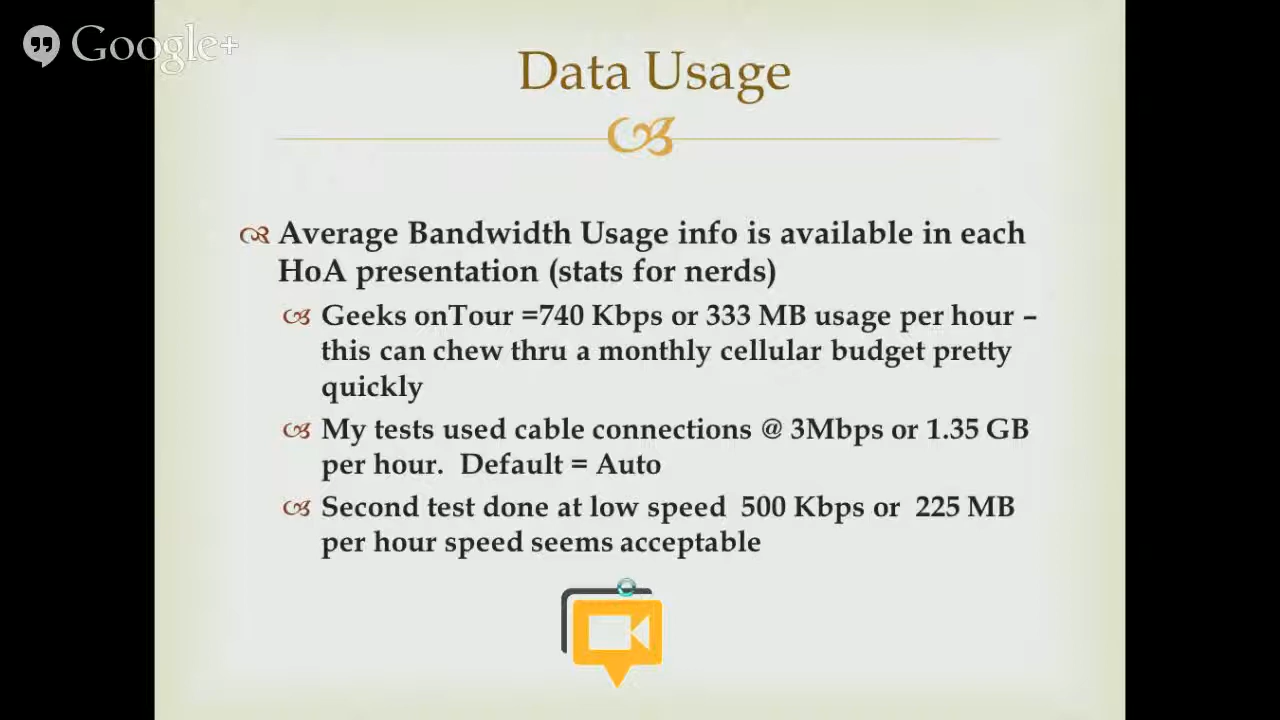 Google+
Data Usage
Average Bandwidth Usage info is available in each
HoA presentation (stats for nerds)
Geeks onTour =740 Kbps or 333 MB usage per hour –
this can chew thru a monthly cellular budget pretty
quickly
My tests used cable connections @ 3Mbps or 1.35 GB
per hour.  Default = Auto
Second test done at low speed  500 Kbps or  225 MB
per hour speed seems acceptable